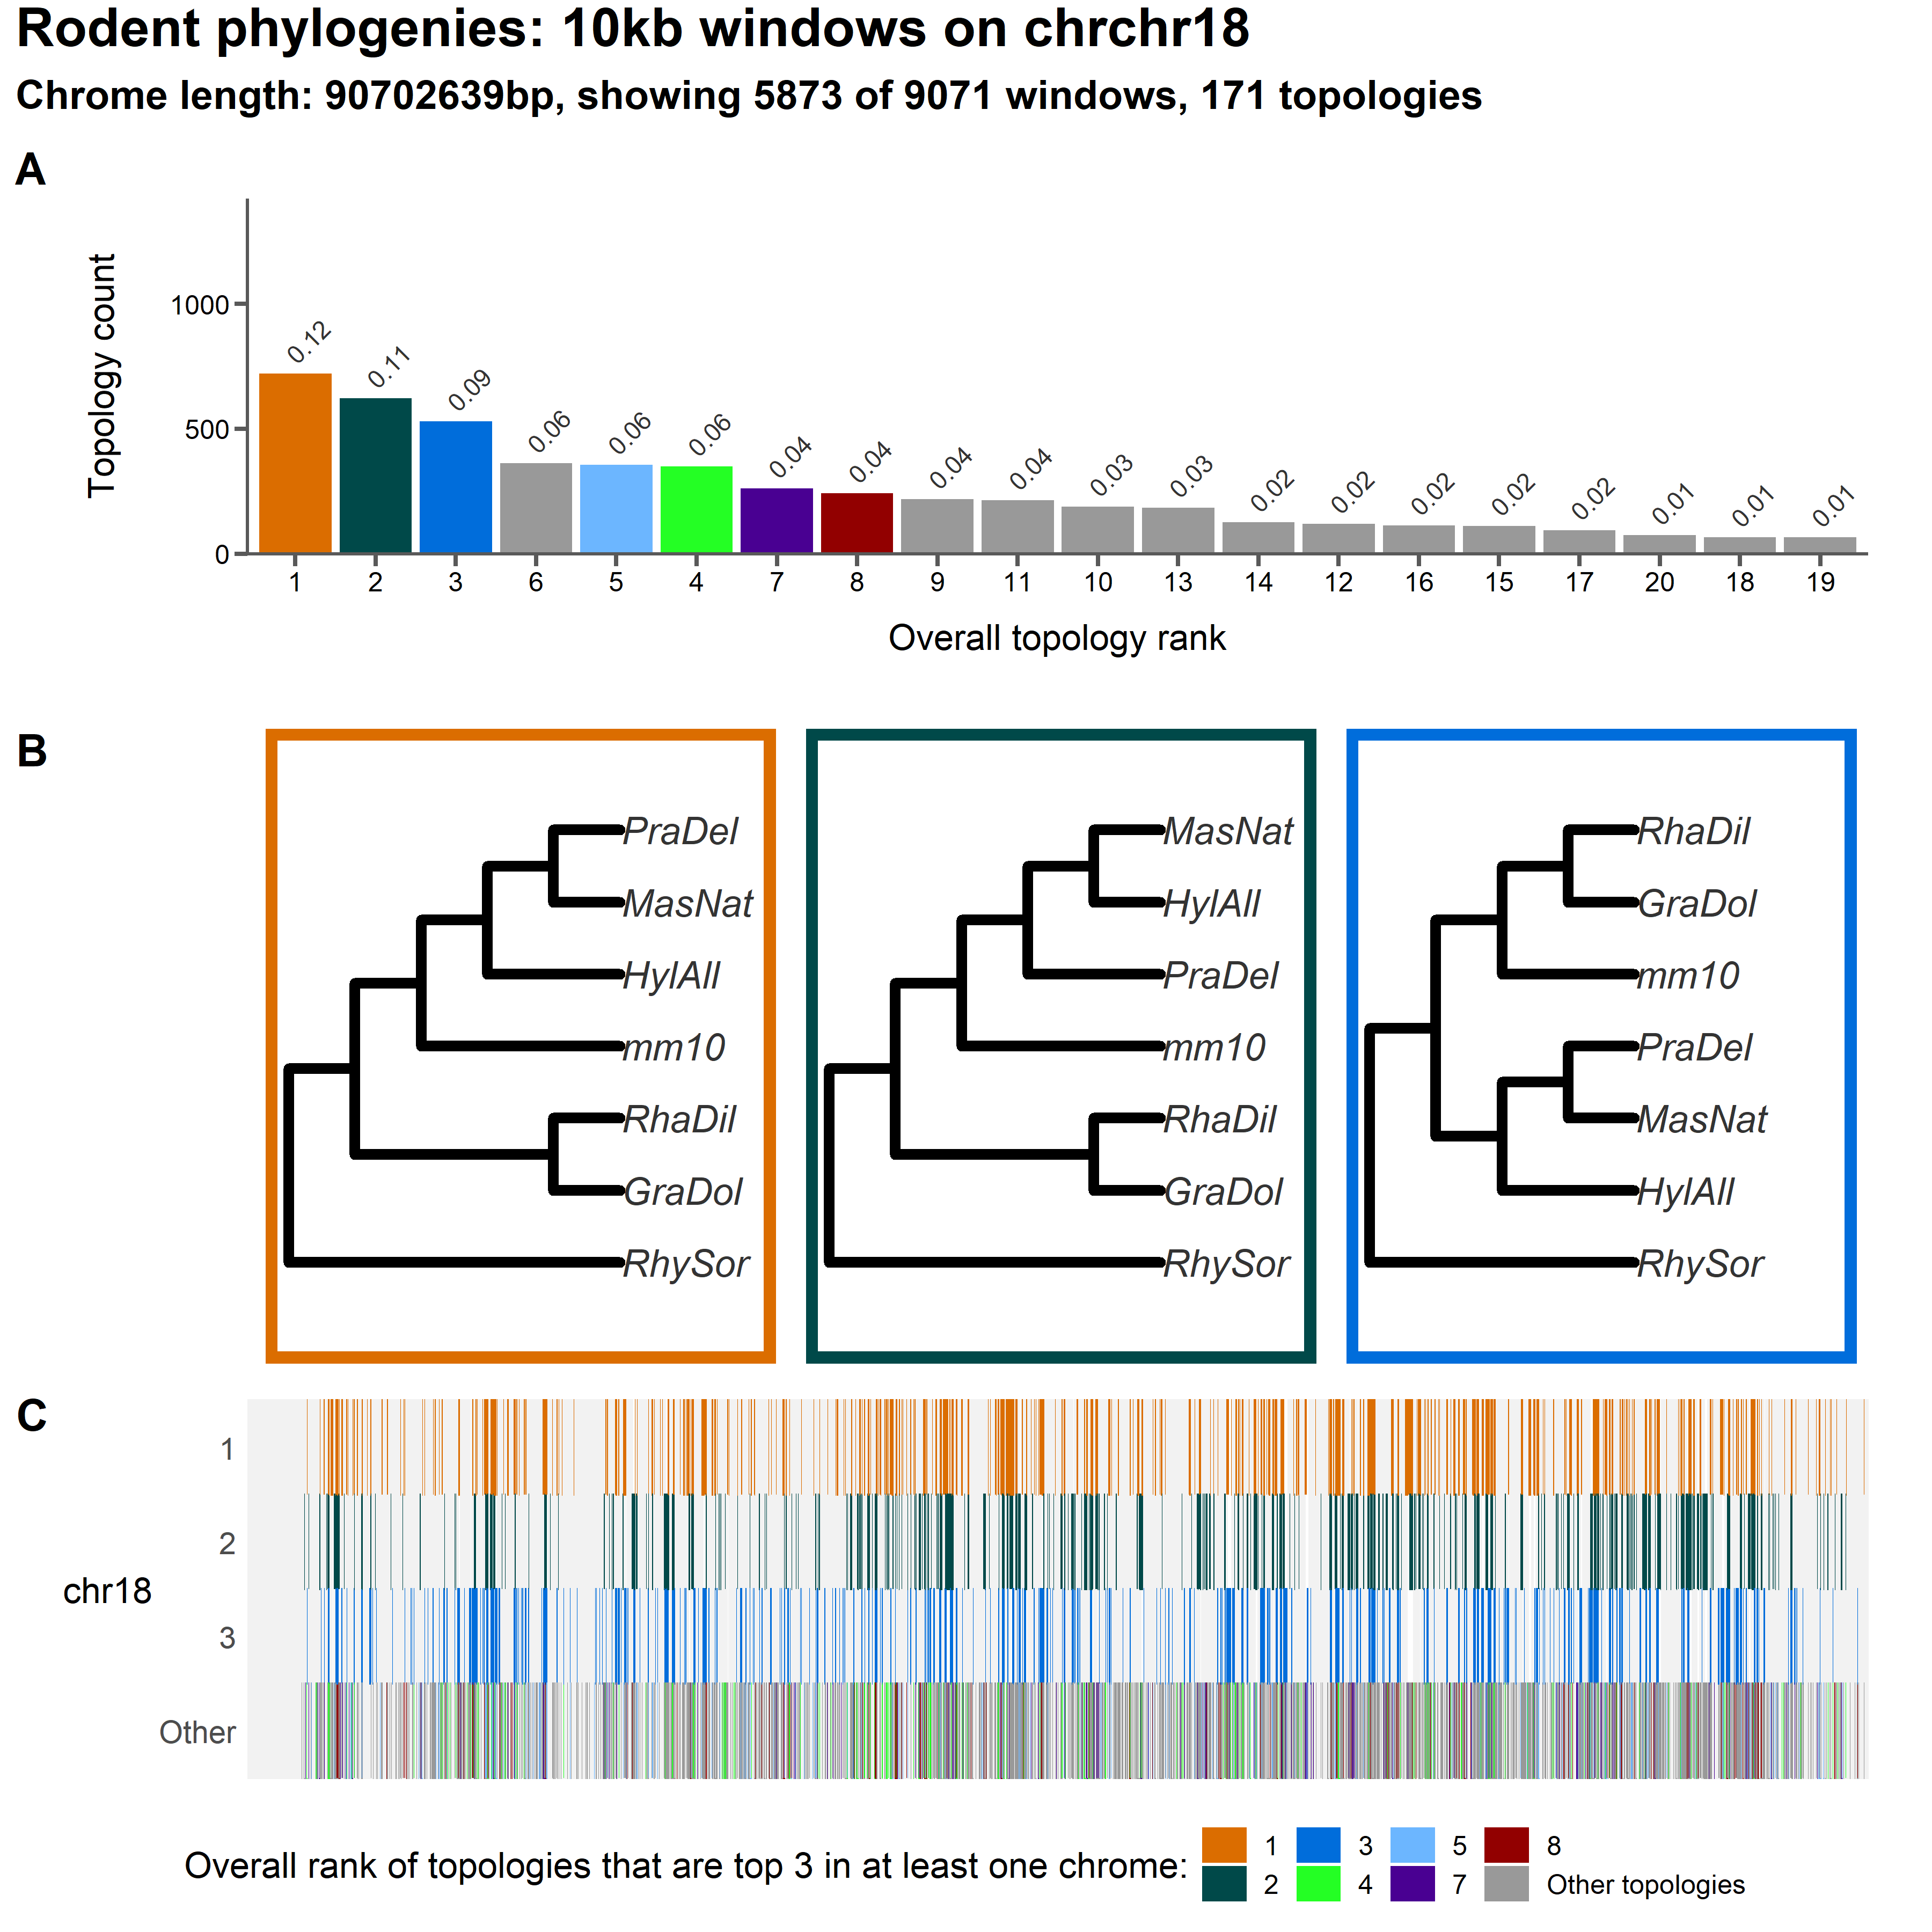 Rodent phylogenies: 10kb windows on chrchr18
Chrome length: 90702639bp, showing 5873 of 9071 windows, 171 topologies
A
Topology count
1000
500
0
0.12 0.11 0.09 0.06 0.06 0.06 0.04 0.04 0.04 0.04 0.03 0.03 0.02 0.02 0.02 0.02 0.02 0.01 0.01 0.01
1 2 3 6 5 4 7 8 9 11 10 13 14 12 16 15 17 20 18 19
Overall topology rank
B
PraDel
MasNat
HylAll
mm10
RhaDil
GraDol
RhySor
MasNat
HylAll
PraDel
mm10
RhaDil
GraDol
RhySor
RhaDil
GraDol
mm10
PraDel
MasNat
HylAll
RhySor
C
chr18
1
2
3
Other
Overall rank of topologies that are top 3 in at least one chrome:
1 3 5 8
2 4 7 Other topologies